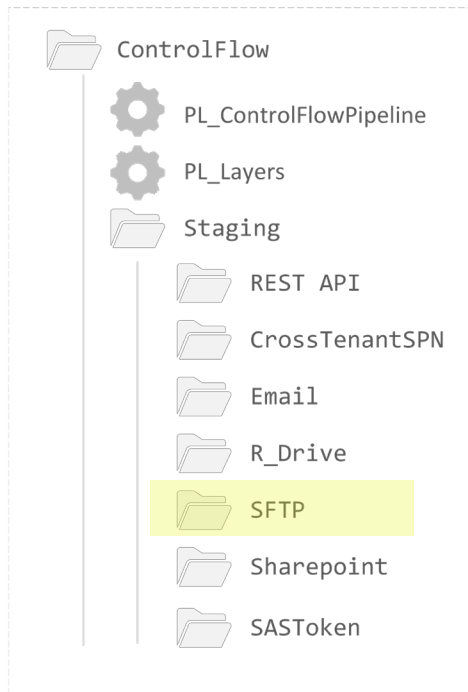 ControlFlow
PL_ControlFlowPipeline
PL_Layers
Staging
REST API
CrossTenantSPN
Email
R_Drive
SFTP
Sharepoint
SASToken